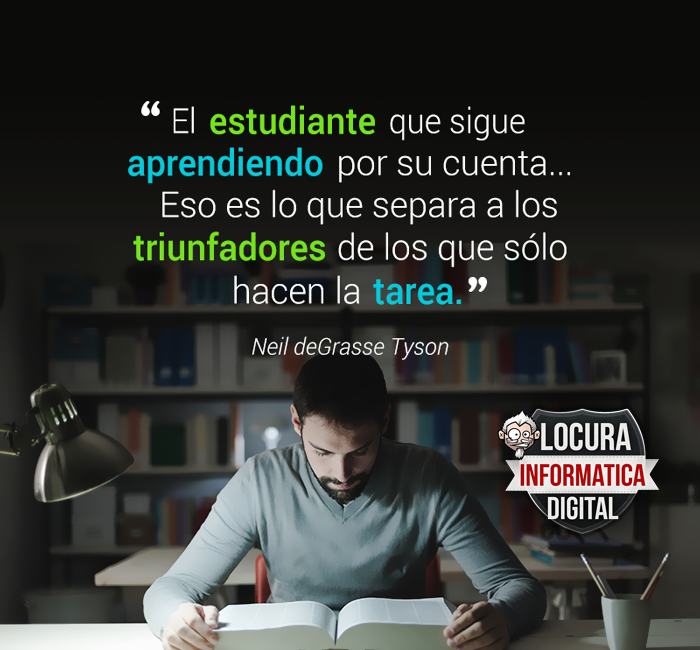 “ El estudiante que sigue
aprendiendo por su cuenta...
Eso es lo que separa a los
triunfadores de los que sólo
hacen la tarea.”
Neil deGrasse Tyson
LOCURA
INFORMATICA
DIGITAL